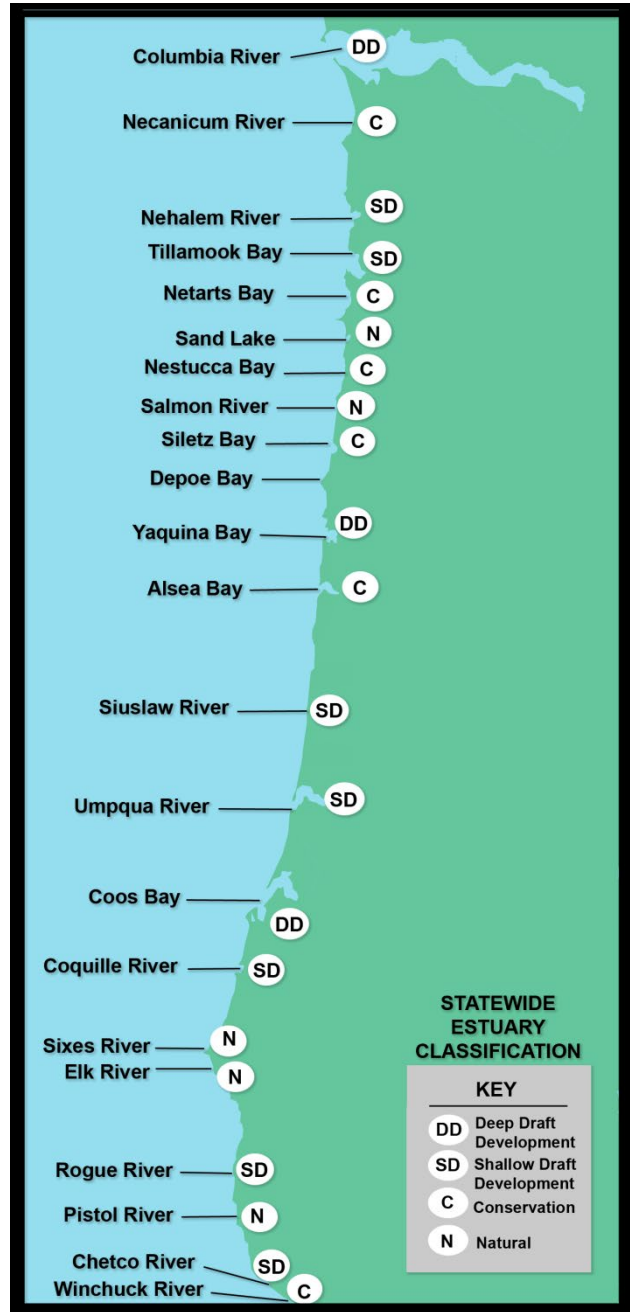 Columbia River
DD
Necanicum River
C
Nehalem River
SD
Tillamook Bay
SD
Netarts Bay
C
Sand Lake
N
Nestucca Bay
C
Salmon River
N
Siletz Bay
C
Depoe Bay
Yaquina Bay
DD
Alsea Bay
C
Siuslaw River
SD
Umpqua River
SD
Coos Bay
DD
Coquille River
SD
Sixes River
N
Elk River
N
Rogue River
SD
Pistol River
N
Chetco River
SD
Winchuck River
C
STATEWIDE
ESTUARY
CLASSIFICATION
KEY
DD Deep Draft
Development
SD Shallow Draft
Development
C Conservation
N Natural